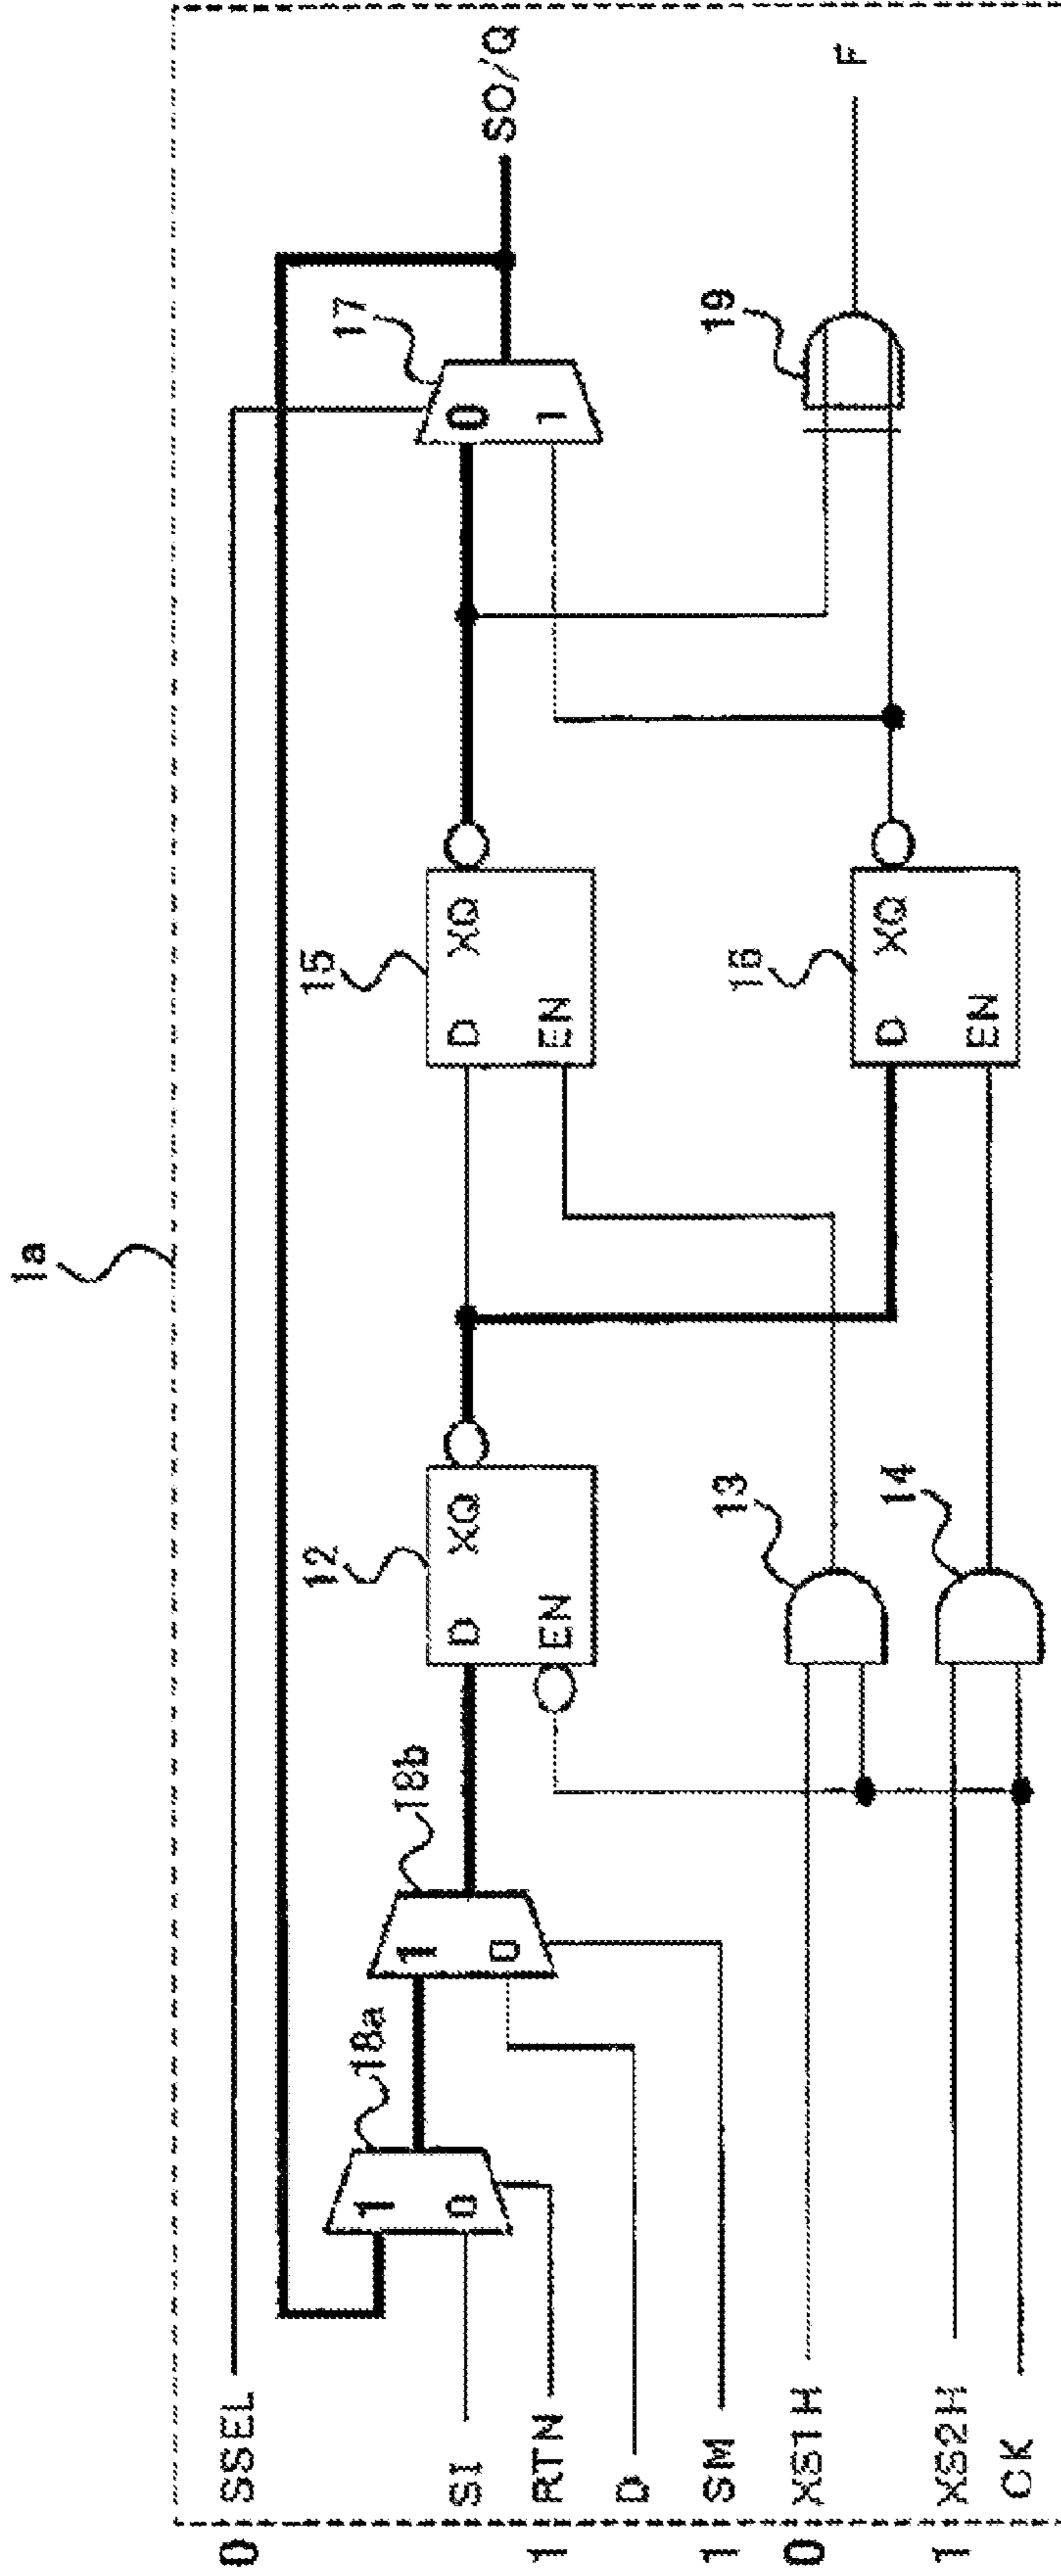 1a
0 SSEL
SI
1 RTN
D
1 SM
0 XS1H
1 XS2H
CK
18a
1
0
18b
1
0
12
D XQ
EN
13
14
15
D XQ
EN
16
D XQ
EN
17
0
1
19
SO/Q
F